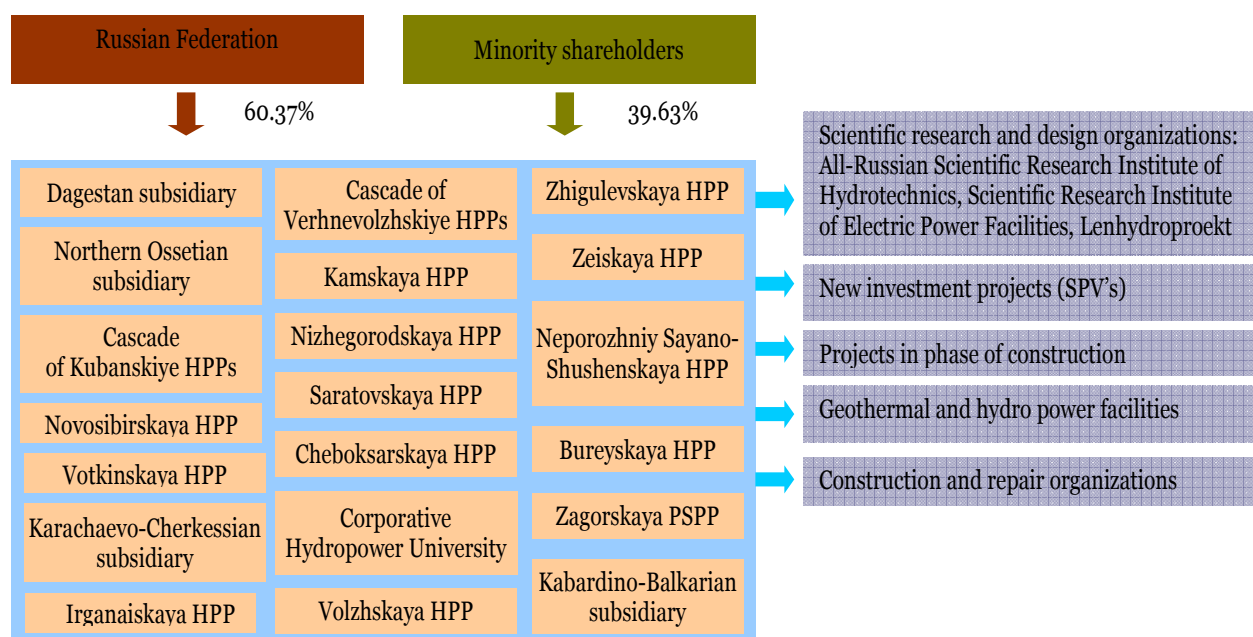 Russian Federation
Minority shareholders
60.37%
39.63%
Dagestan subsidiary
Northern Ossetian
subsidiary
Cascade
of Kubanskiye HPPs
Novosibirskaya HPP
Votkinskaya HPP
Karachaevo-Cherkessian
subsidiary
Irganaiskaya HPP
Cascade of
Verhnevolzhskiye HPPs
Kamskaya HPP
Nizhegorodskaya HPP
Saratovskaya HPP
Cheboksarskaya HPP
Corporative
Hydropower University
Volzhskaya HPP
Zhigulevskaya HPP
Zeiskaya HPP
Neporozhniy Sayano-
Shushenskaya HPP
Bureyskaya HPP
Zagorskaya PSPP
Kabardino-Balkarian
subsidiary
Scientific research and design organizations:
All-Russian Scientific Research Institute of
Hydrotechnics, Scientific Research Institute
of Electric Power Facilities, Lenhydroproekt
New investment projects (SPV's)
Projects in phase of construction
Geothermal and hydro power facilities
Construction and repair organizations